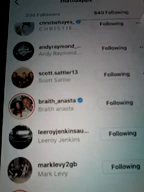 Followers
Following
Following
andyraymond_...
Andy Raymond...
Following
scott.sattler13
Scott Sattler
braith_anasta
Braith anasta
Following
leeroyjenkinsau...
Leeroy Jenkins
Following
marklevy2gb
Mark Levy
Following